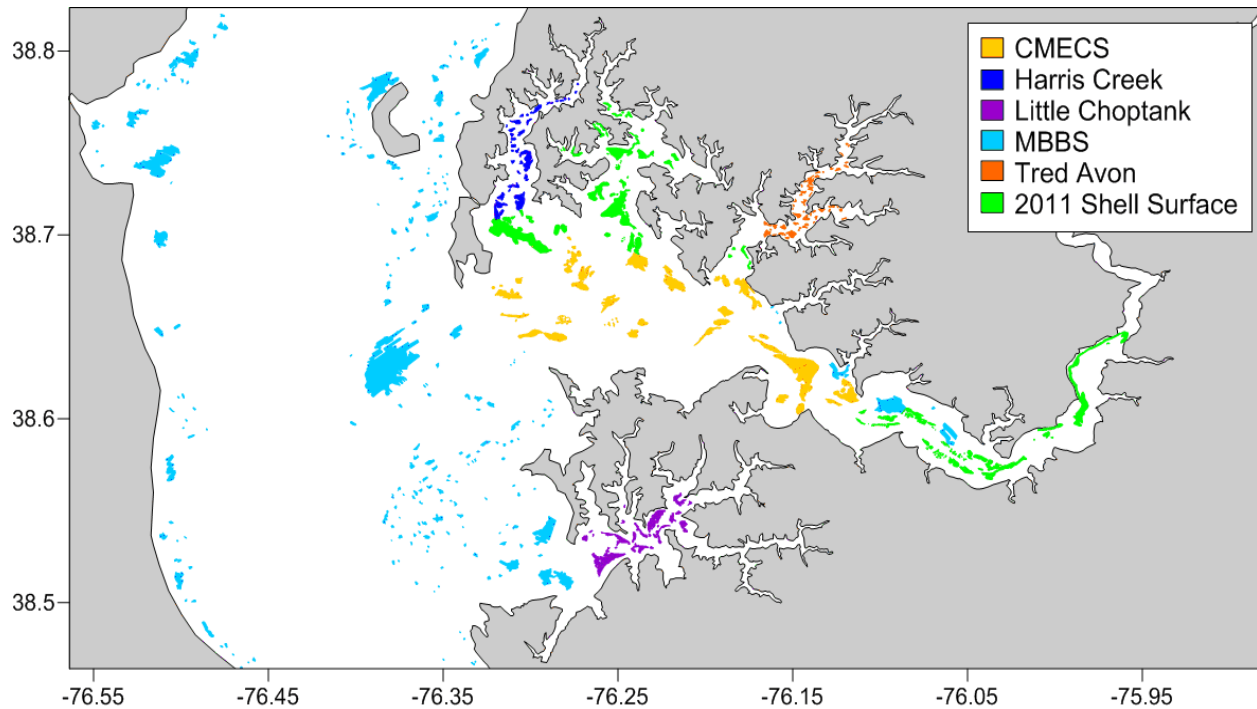 38.8
38.7
38.6
38.5
CMECS
Harris Creek
Little Choptank
MBBS
Tred Avon
2011 Shell Surface
-76.55
-76.45
-76.35
-76.25
-76.15
-76.05
-75.95